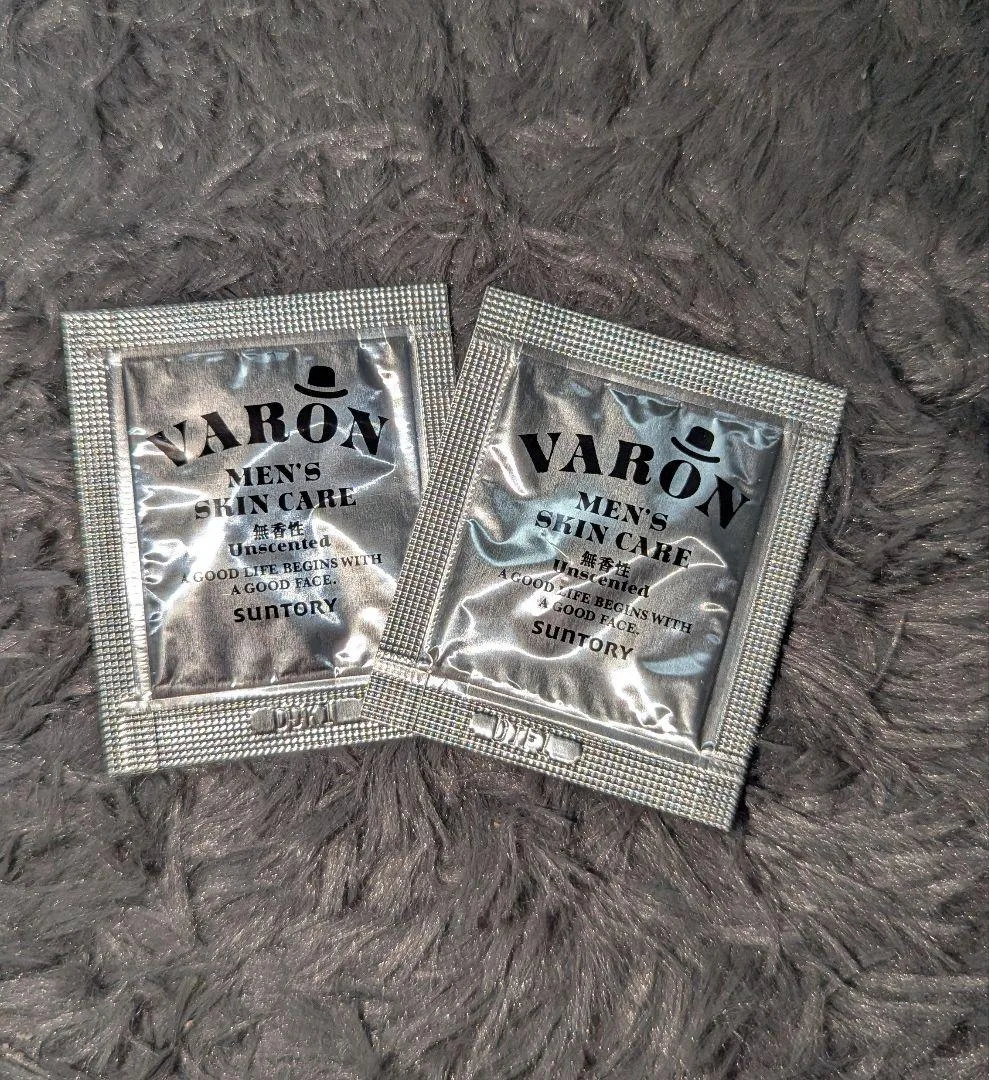 VARON
MEN'S
SKIN CARE
無香性
Unscented
A GOOD LIFE BEGINS WITH
A GOOD FACE.
SUNTORY
VARON
MEN'S
SKIN CARE
無香性
Unscented
A GOOD LIFE BEGINS WITH
A GOOD FACE.
SUNTORY